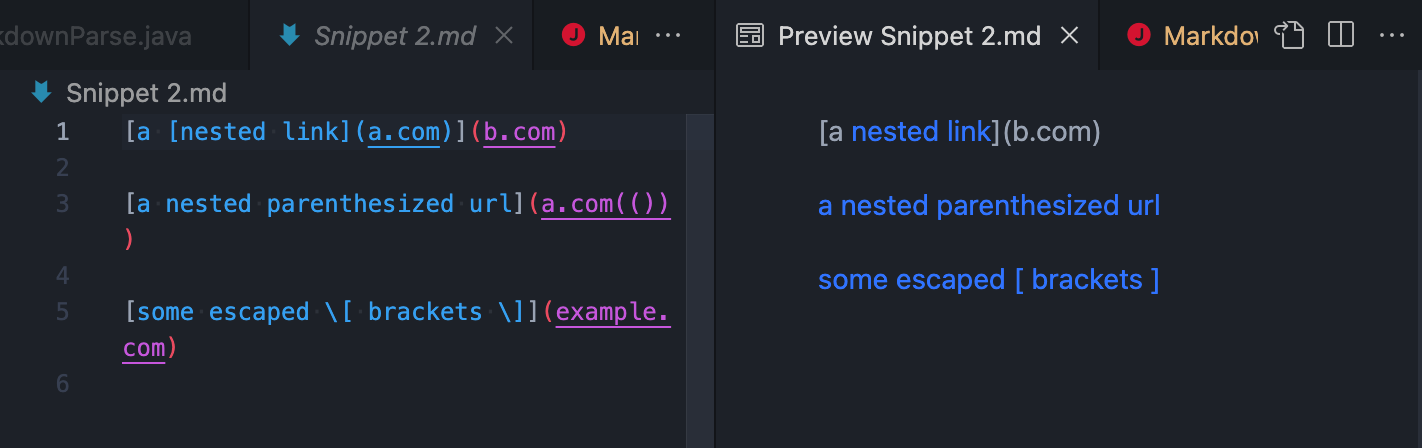 kdownParse.java Snippet 2.md Mar ··· Preview Snippet 2.md Markdow ···
Snippet 2.md
1 [a [nested link](a.com)](b.com)
2
3 [a nested parenthesized url](a.com(())
)
4
5 [some escaped \[ brackets \]](example.
com)
6
[a nested link](b.com)
a nested parenthesized url
some escaped [ brackets ]